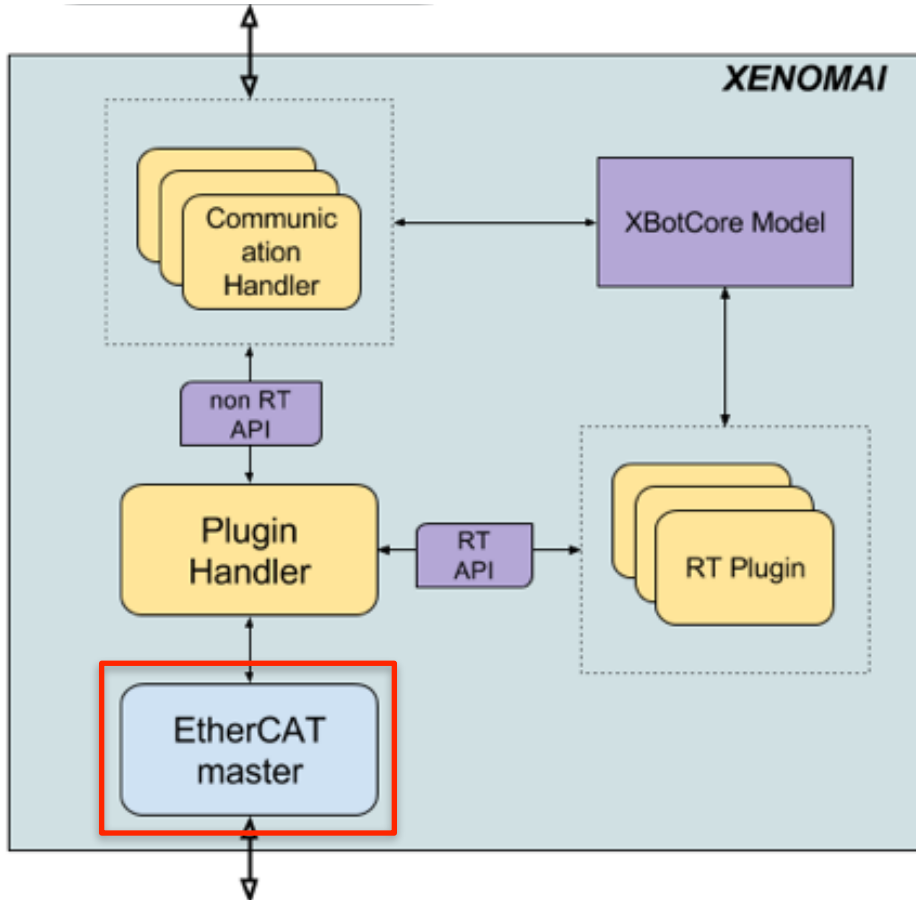 XENOMAI
Communic
ation
Handler
XBotCore Model
non RT
API
Plugin
Handler
RT
API
RT Plugin
EtherCAT
master